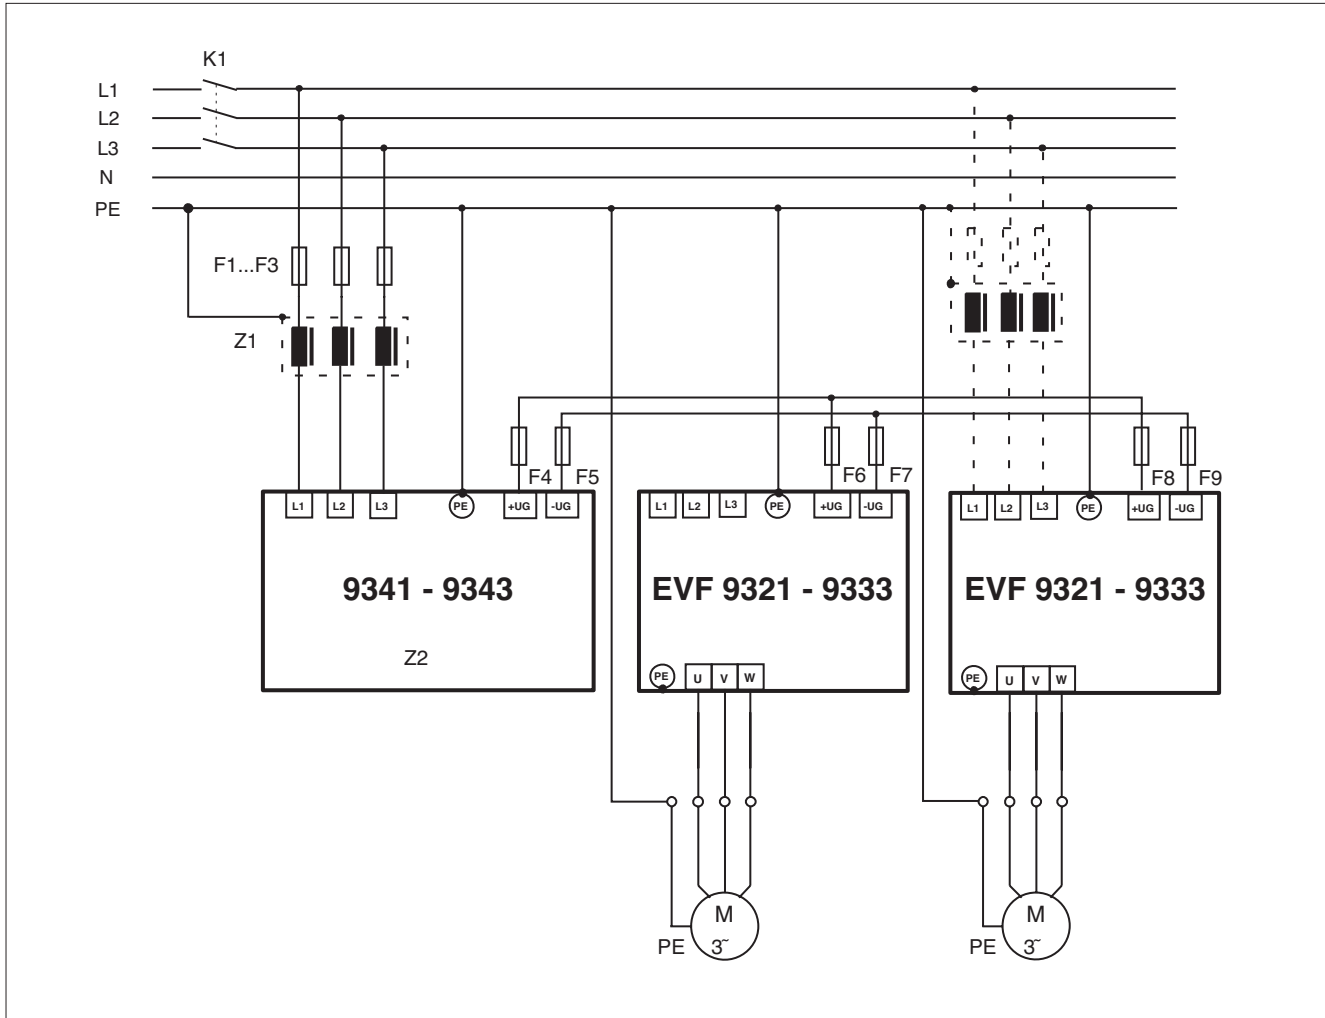 K1
L1
L2
L3
N
PE
F1...F3
Z1
F4 F5 F6 F7 F8 F9
L1 L2 L3 PE +UG -UG
L1 L2 L3 PE +UG -UG
L1 L2 L3 PE +UG -UG
9341 - 9343
EVF 9321 - 9333
EVF 9321 - 9333
Z2
PE U V W
PE U V W
M
3~
PE
M
3~
PE